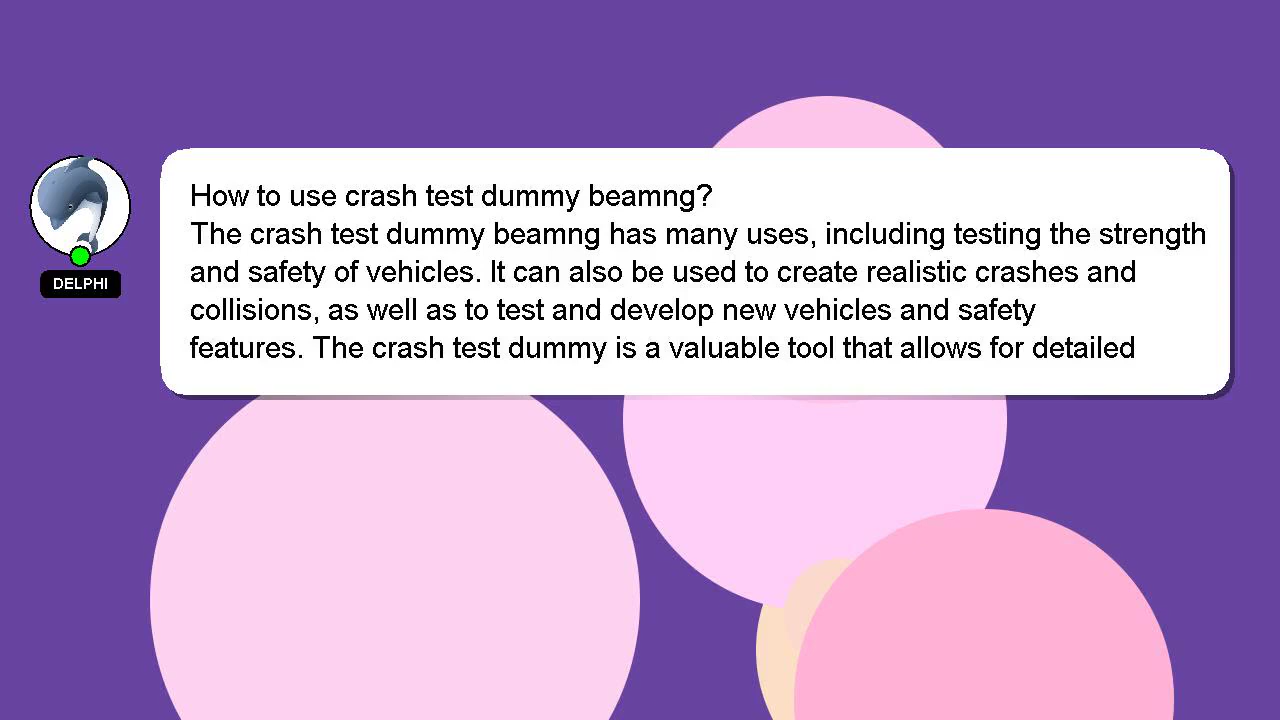 How to use crash test dummy beamng?
The crash test dummy beamng has many uses, including testing the strength
and safety of vehicles. It can also be used to create realistic crashes and
collisions, as well as to test and develop new vehicles and safety
features. The crash test dummy is a valuable tool that allows for detailed
DELPHI